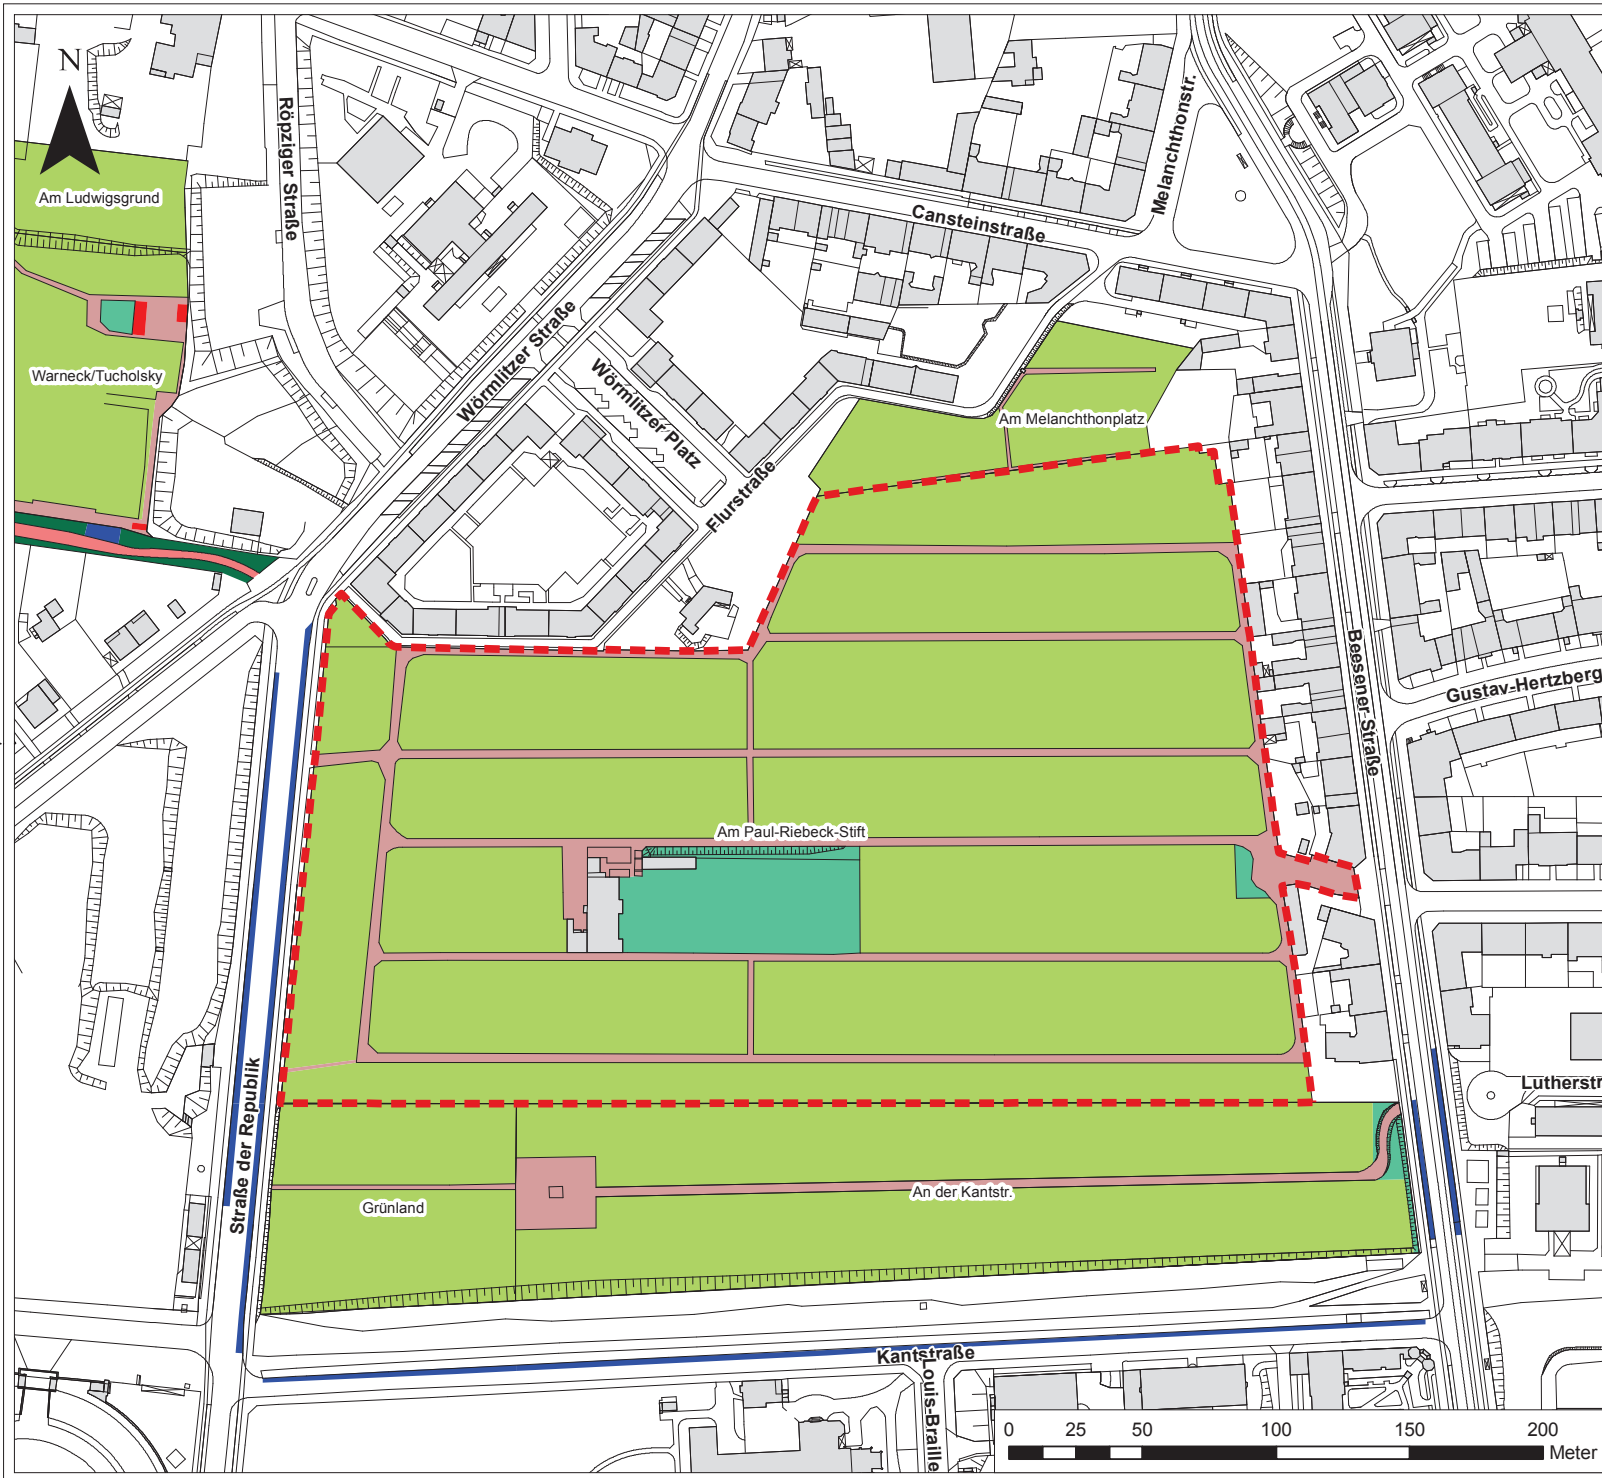 N
Röpziger Straße
Melanchthonstr.
Am Ludwigsgrund
Cansteinstraße
Wörmlitzer Straße
Warneck/Tucholsky
Wörmlitzer Platz
Am Melanchthonplatz
Flurstraße
Beesener Straße
Gustav-Hertzberg
Am Paul-Riebeck-Stift
Straße der Republik
Lutherstr
An der Kantstr.
Grünland
Kantstraße
Louis-Braille
0 25 50 100 150 200
Meter